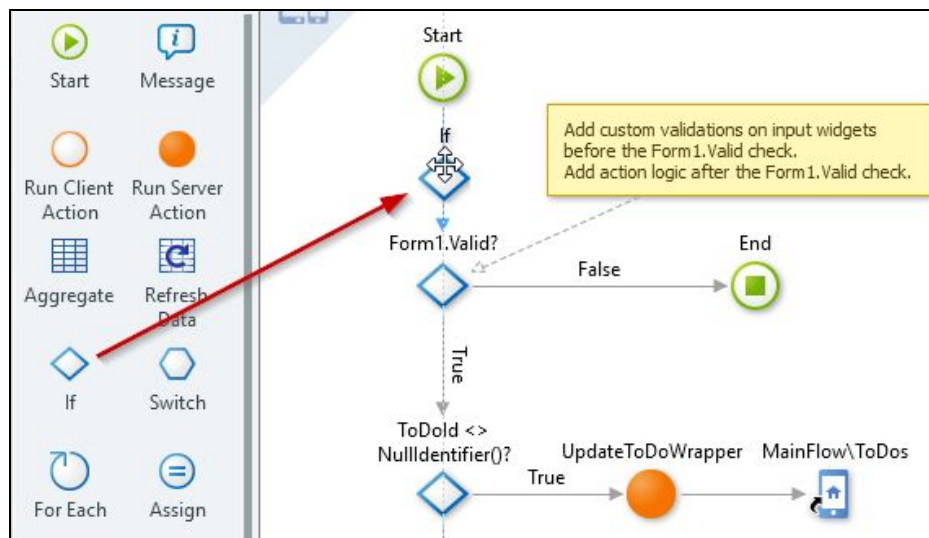 Start
Message
Run Client
Action
Run Server
Action
Aggregate
Refresh
Data
If
Switch
For Each
Assign
Start
If
Add custom validations on input widgets
before the Form1.Valid check.
Add action logic after the Form1.Valid check.
Form1.Valid?
False
End
True
ToDoId <>
NullIdentifier()?
True
UpdateToDoWrapper
MainFlow\ToDos